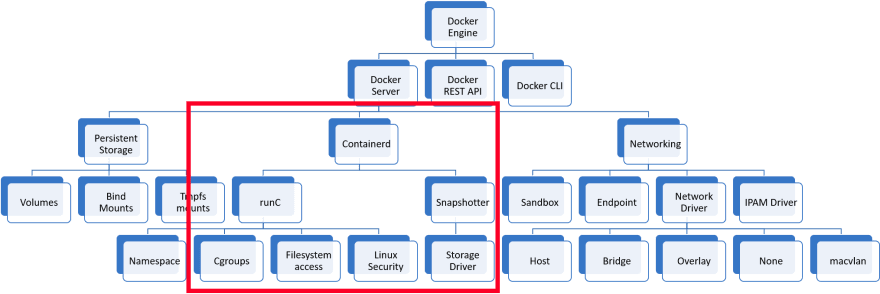 Docker
Engine
Docker
Server
Docker
REST API
Docker CLI
Persistent
Storage
Containerd
Networking
Volumes
Bind
Mounts
Tmpfs
mounts
runC
Snapshotter
Sandbox
Endpoint
Network
Driver
IPAM Driver
Namespace
Cgroups
Filesystem
access
Linux
Security
Storage
Driver
Host
Bridge
Overlay
None
macvlan